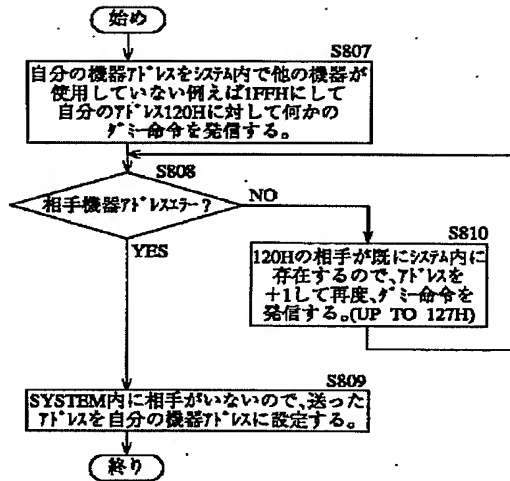 始め
S807
自分の機器ｱﾄﾞﾚｽをｼｽﾃﾑ内で他の機器が
使用していない例えば1FFHにして
自分のｱﾄﾞﾚｽ120Hに対して何かの
ﾀﾞﾐｰ命令を発信する。
S808
相手機器ｱﾄﾞﾚｽｴﾗｰ?
NO
YES
S810
120Hの相手が既にｼｽﾃﾑ内に
存在するので、ｱﾄﾞﾚｽを
+1して再度、ﾀﾞﾐｰ命令を
発信する。(UP TO 127H)
S809
SYSTEM内に相手がいないので、送った
ｱﾄﾞﾚｽを自分の機器ｱﾄﾞﾚｽに設定する。
終り